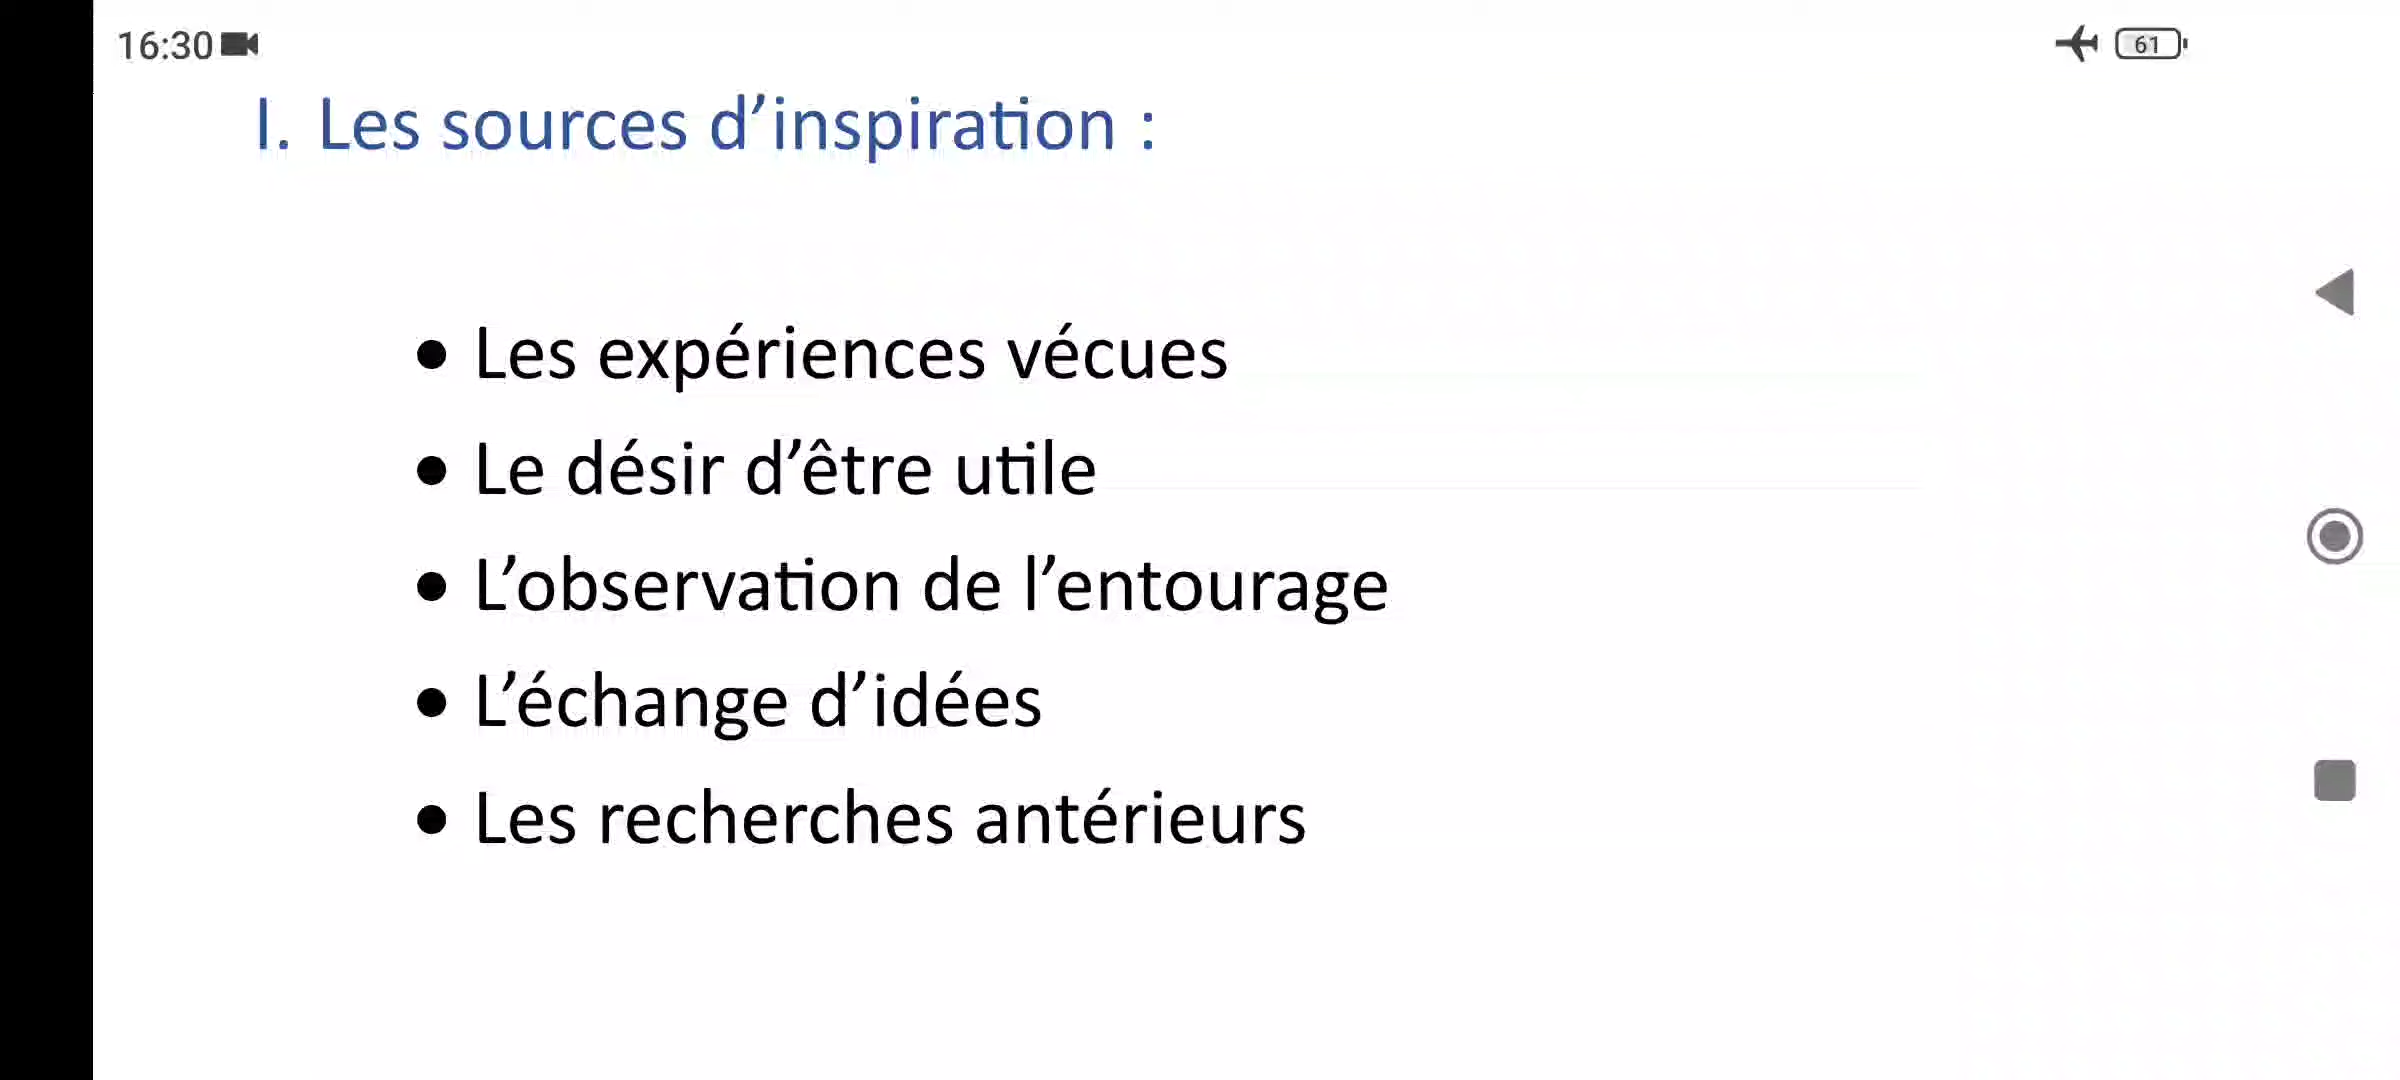 16:30
61
I. Les sources d’inspiration :
• Les expériences vécues
• Le désir d’être utile
• L’observation de l’entourage
• L’échange d’idées
• Les recherches antérieurs